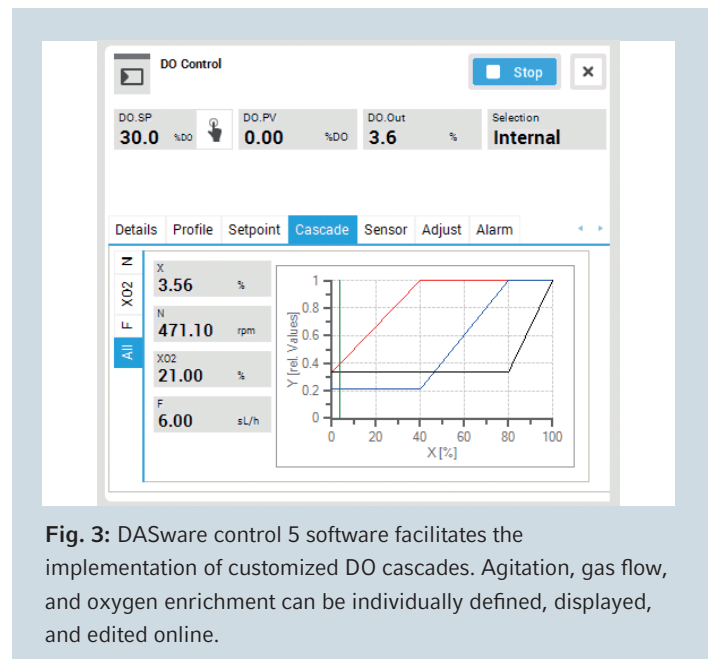 DO Control
Stop
DO.SP DO.PV DO.Out Selection
30.0 %DO 0.00 %DO 3.6 % Internal
Details Profile Setpoint Cascade Sensor Adjust Alarm
N
XO2
F
All
X
3.56 %
N
471.10 rpm
XO2
21.00 %
F
6.00 sL/h
Y [rel. Values]
1
0.8
0.6
0.4
0.2
0
0 20 40 60 80 100
X [%]
Fig. 3: DASware control 5 software facilitates the
implementation of customized DO cascades. Agitation, gas flow,
and oxygen enrichment can be individually defined, displayed,
and edited online.